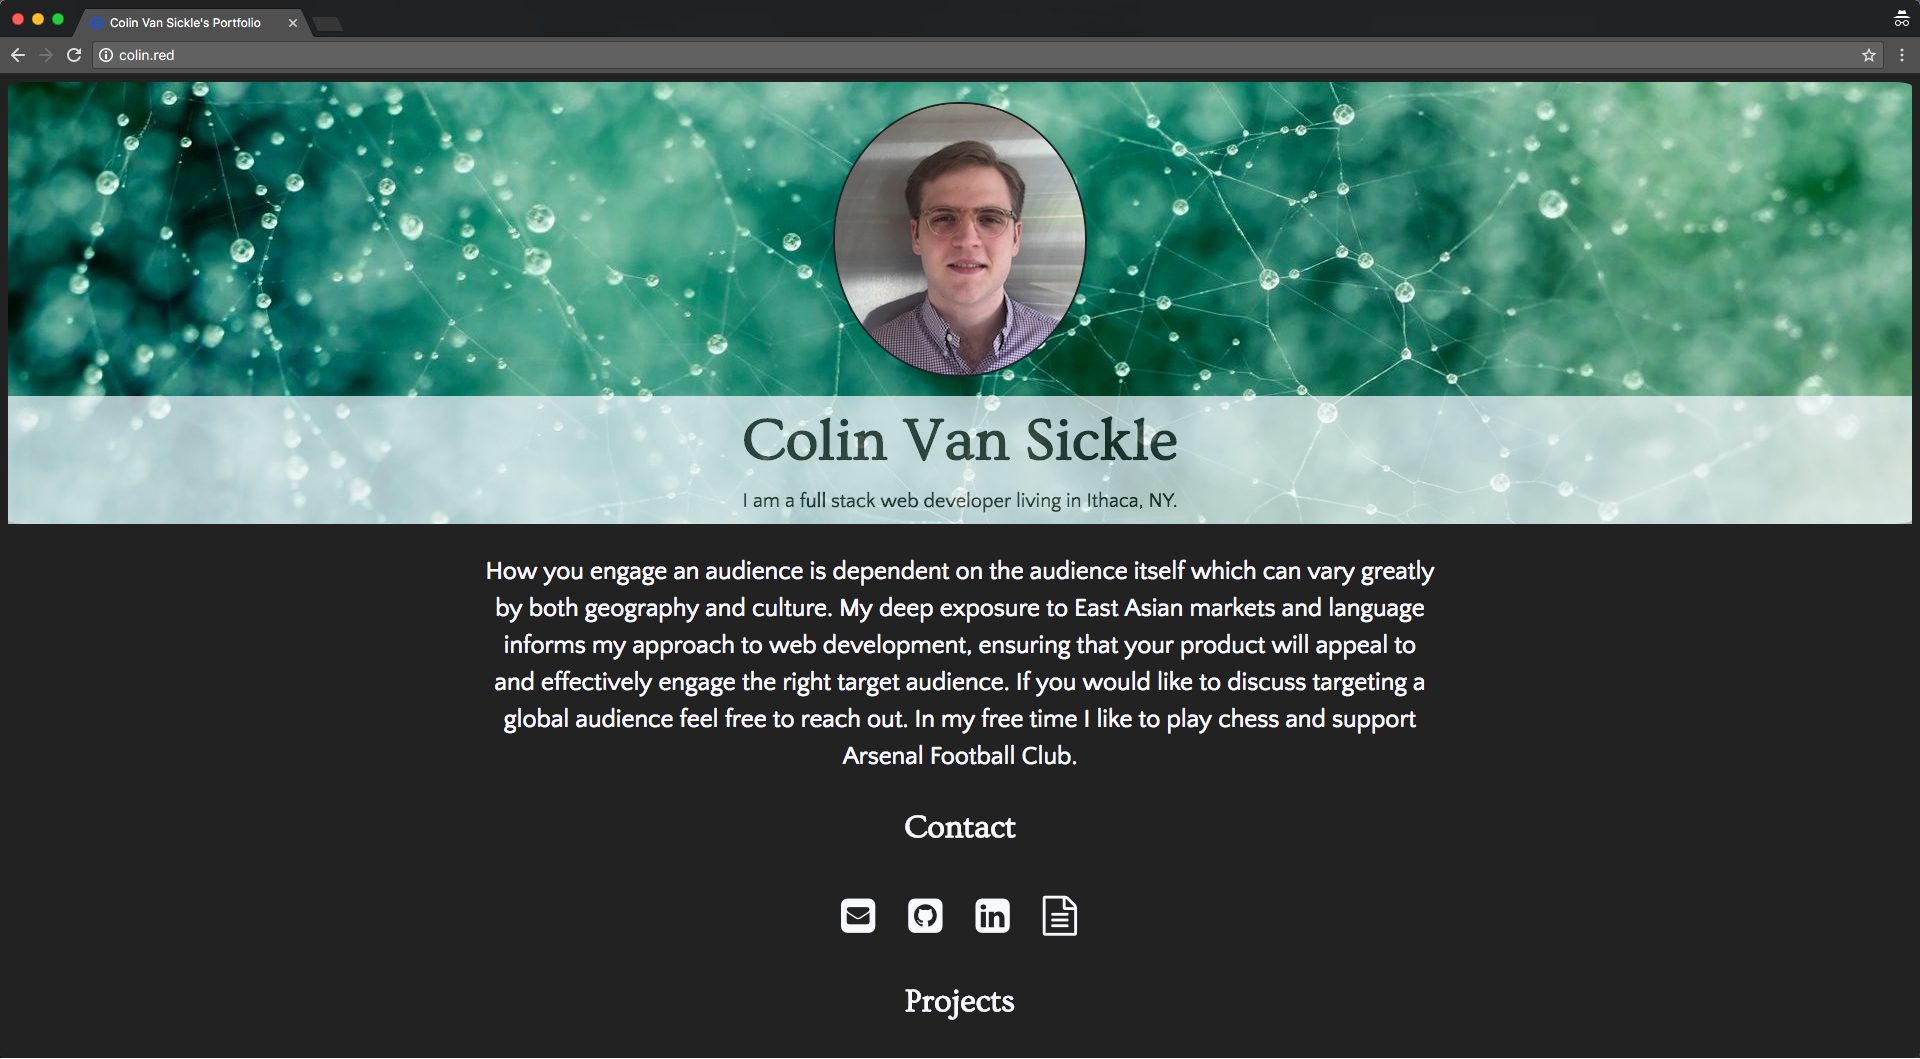 Colin Van Sickle's Portfolio
colin.red
Colin Van Sickle
I am a full stack web developer living in Ithaca, NY.
How you engage an audience is dependent on the audience itself which can vary greatly
by both geography and culture. My deep exposure to East Asian markets and language
informs my approach to web development, ensuring that your product will appeal to
and effectively engage the right target audience. If you would like to discuss targeting a
global audience feel free to reach out. In my free time I like to play chess and support
Arsenal Football Club.
Contact
in
Projects